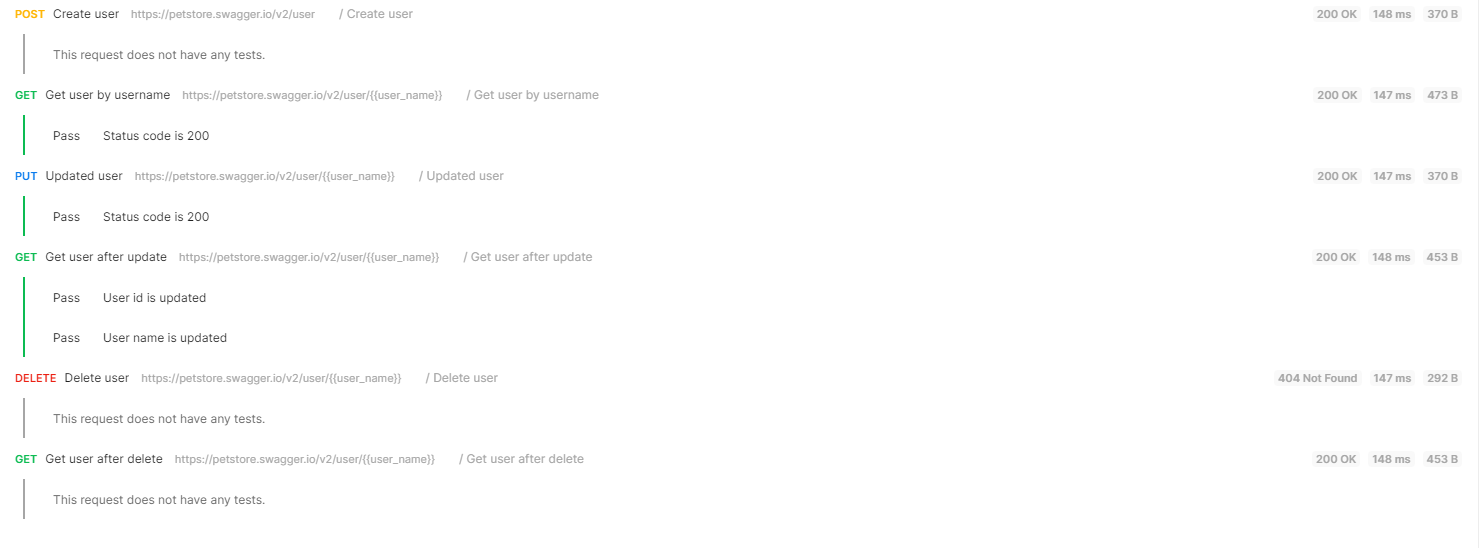 POST Create user https://petstore.swagger.io/v2/user / Create user 200 OK 148 ms 370 B
This request does not have any tests.
GET Get user by username https://petstore.swagger.io/v2/user/{{user_name}} / Get user by username 200 OK 147 ms 473 B
Pass Status code is 200
PUT Updated user https://petstore.swagger.io/v2/user/{{user_name}} / Updated user 200 OK 147 ms 370 B
Pass Status code is 200
GET Get user after update https://petstore.swagger.io/v2/user/{{user_name}} / Get user after update 200 OK 148 ms 453 B
Pass User id is updated
Pass User name is updated
DELETE Delete user https://petstore.swagger.io/v2/user/{{user_name}} / Delete user 404 Not Found 147 ms 292 B
This request does not have any tests.
GET Get user after delete https://petstore.swagger.io/v2/user/{{user_name}} / Get user after delete 200 OK 148 ms 453 B
This request does not have any tests.